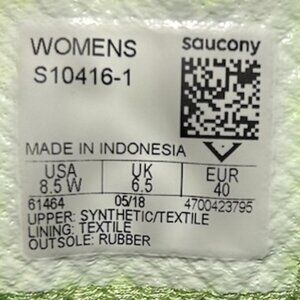 WOMENS saucony
S10416-1
MADE IN INDONESIA
USA UK EUR
8.5 W 6.5 40
61464 05/18 4700423795
UPPER: SYNTHETIC/TEXTILE
LINING: TEXTILE
OUTSOLE: RUBBER